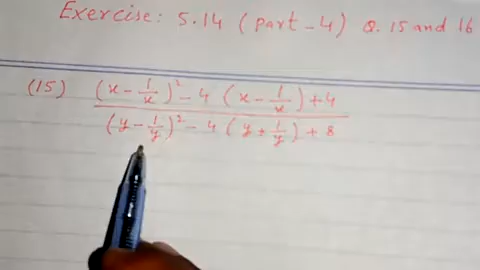 Exercise: 5.14 (part-4) Q.15 and 16
(15) (x - 1/x)² - 4 (x - 1/x) + 4
(y - 1/y)² - 4 (y + 1/y) + 8